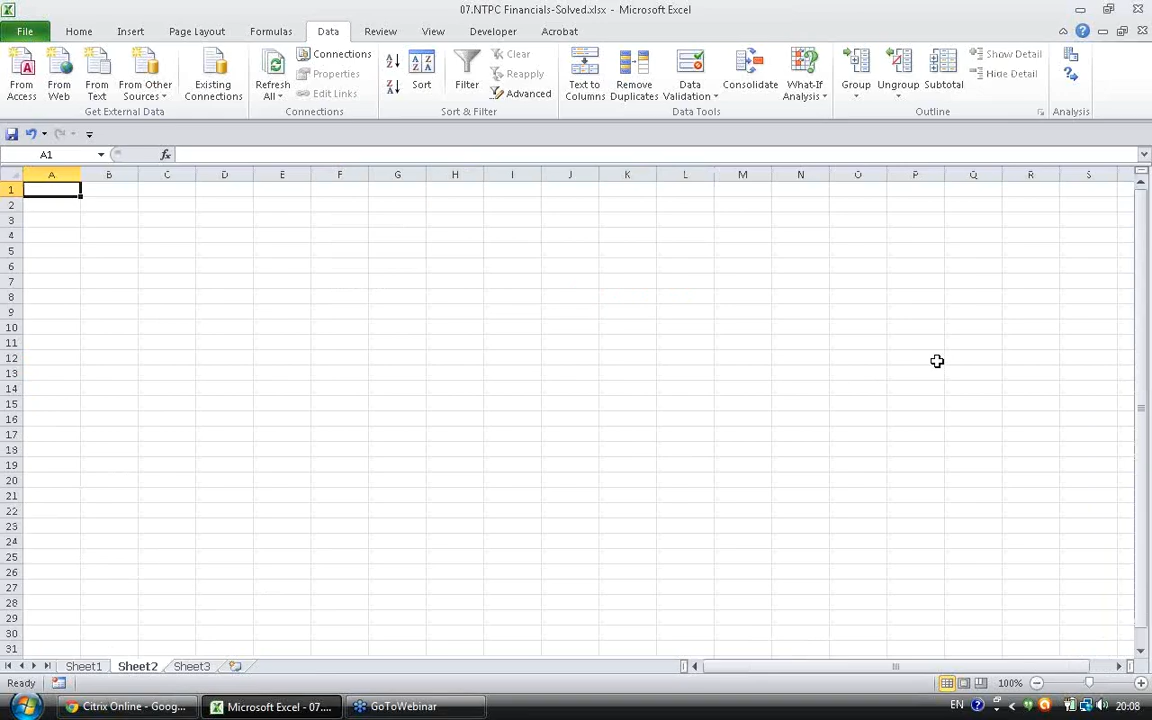 07.NTPC Financials-Solved.xlsx - Microsoft Excel
File Home Insert Page Layout Formulas Data Review View Developer Acrobat
From Access
From Web
From Text
From Other Sources
Existing Connections
Get External Data
Refresh All
Connections
Properties
Edit Links
Connections
Sort
Filter
Clear
Reapply
Advanced
Sort & Filter
Text to Columns
Remove Duplicates
Data Validation
Consolidate
What-If Analysis
Data Tools
Group
Ungroup
Subtotal
Show Detail
Hide Detail
Outline
Analysis
A1 fx
A B C D E F G H I J K L M N O P Q R S
1
2
3
4
5
6
7
8
9
10
11
12
13
14
15
16
17
18
19
20
21
22
23
24
25
26
27
28
29
30
31
Sheet1 Sheet2 Sheet3
Ready 100%
Citrix Online - Goog... Microsoft Excel - 07.... GoToWebinar EN 20:08